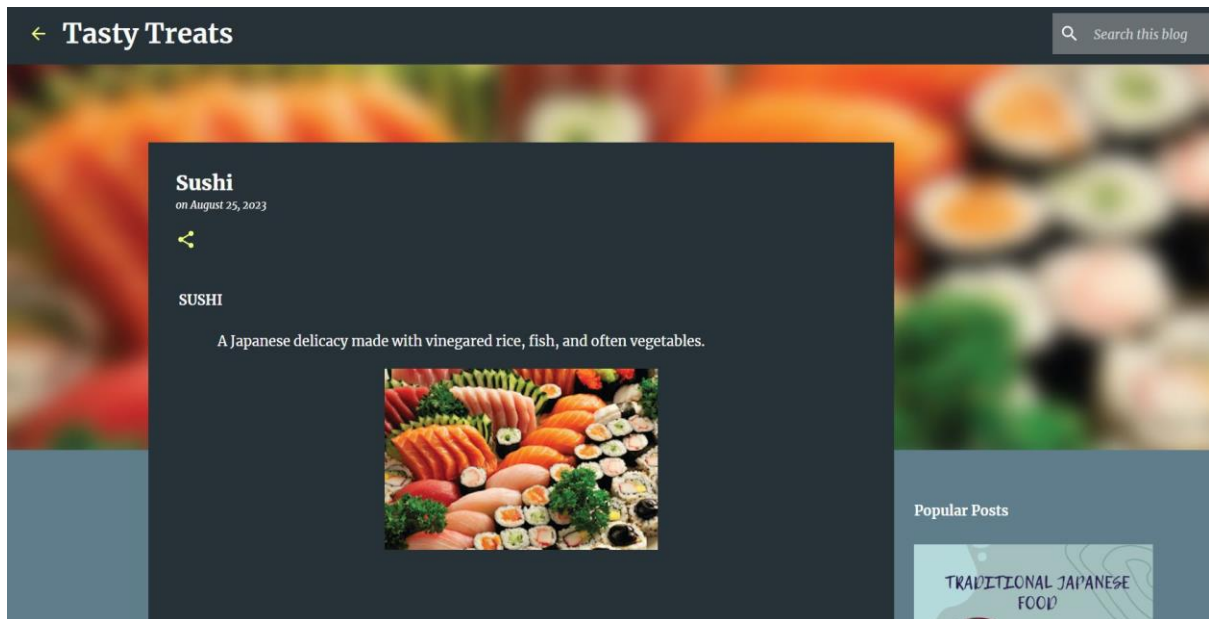 Tasty Treats
Search this blog
Sushi
on August 25, 2023
SUSHI
A Japanese delicacy made with vinegared rice, fish, and often vegetables.
Popular Posts
TRADITIONAL JAPANESE
FOOD